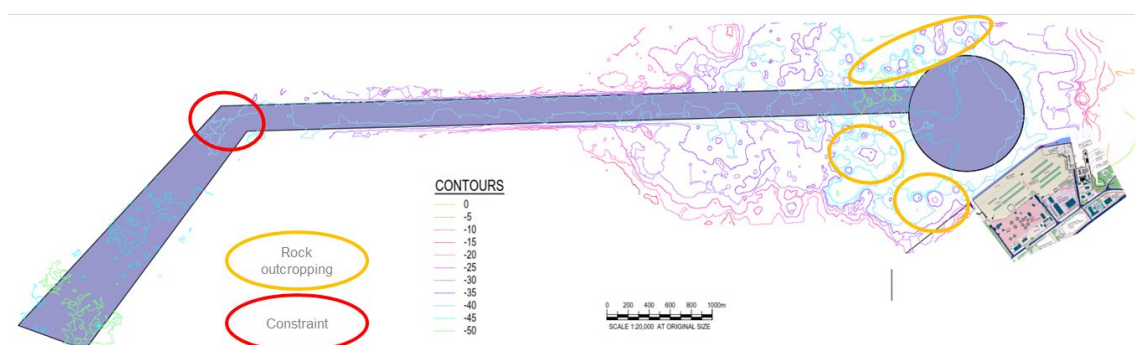 CONTOURS
0
-5
-10
-15
-20
-25
-30
-35
-40
-45
-50
Rock
outcropping
Constraint
0 200 400 600 800 1000m
SCALE 1:20,000 AT ORIGINAL SIZE